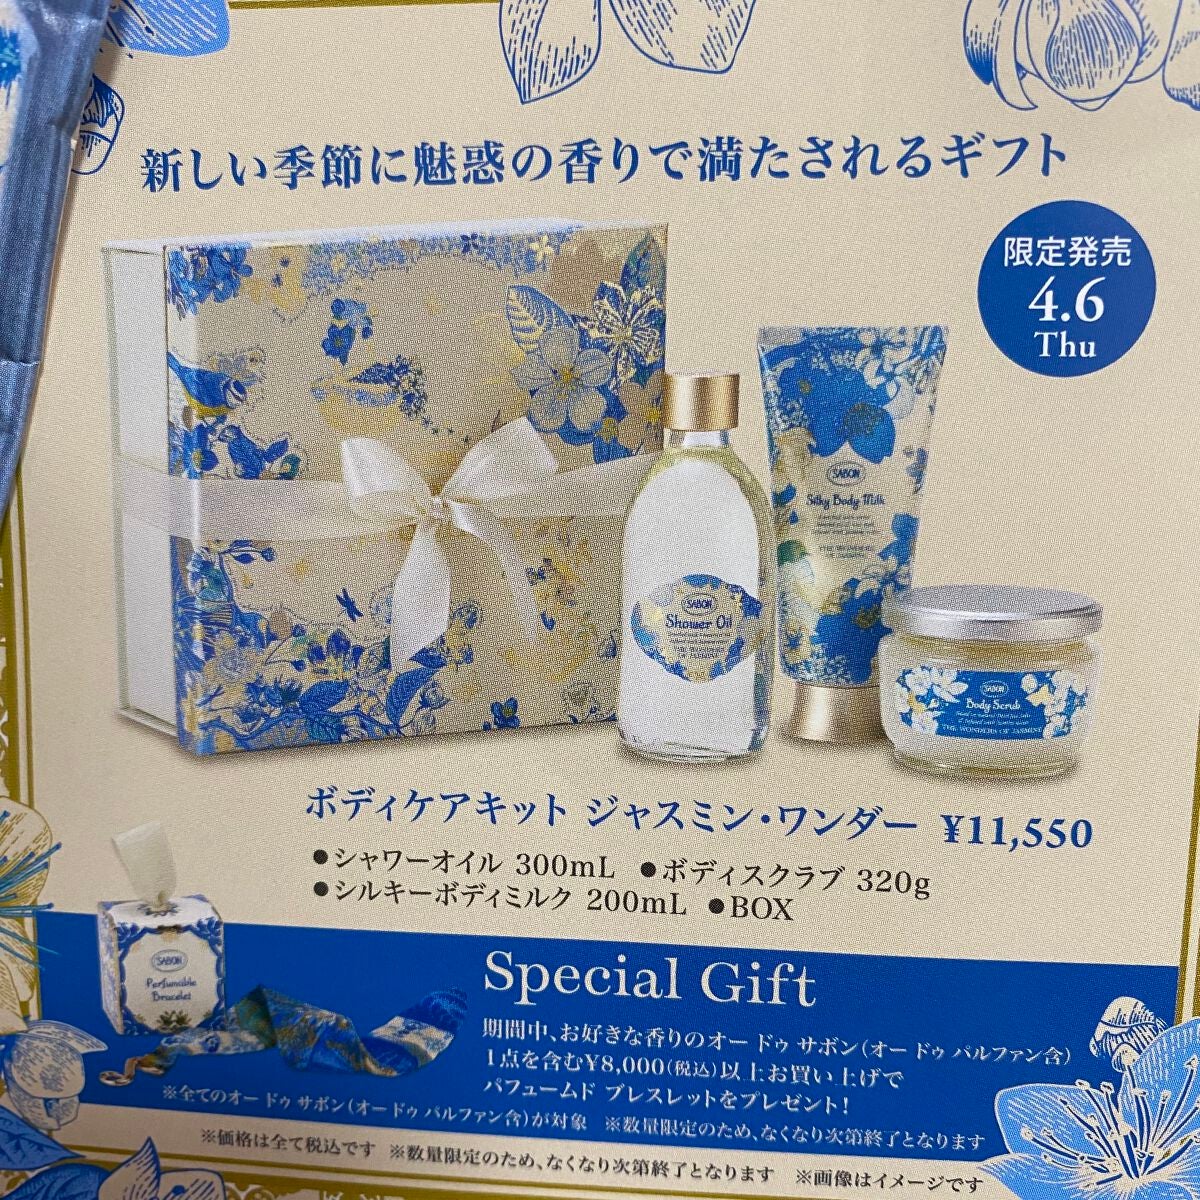 新しい季節に魅惑の香りで満たされるギフト
限定発売
4.6
Thu
SABON
Silky Body Milk
THE WONDERS
OF JASMINE
SABON
Shower Oil
THE WONDERS
OF JASMINE
SABON
Body Scrub
THE WONDERS OF JASMINE
ボディケアキット ジャスミン・ワンダー ¥11,550
●シャワーオイル 300mL ●ボディスクラブ 320g
●シルキーボディミルク 200mL ●BOX
SABON
Perfumable
Bracelet
Special Gift
期間中、お好きな香りのオー ドゥ サボン(オー ドゥ パルファン含)
1点を含む¥8,000(税込)以上お買い上げで
パフュームド ブレスレットをプレゼント!
※全てのオー ドゥ サボン(オー ドゥ パルファン含)が対象 ※数量限定のため、なくなり次第終了となります
※価格は全て税込です ※数量限定のため、なくなり次第終了となります ※画像はイメージです